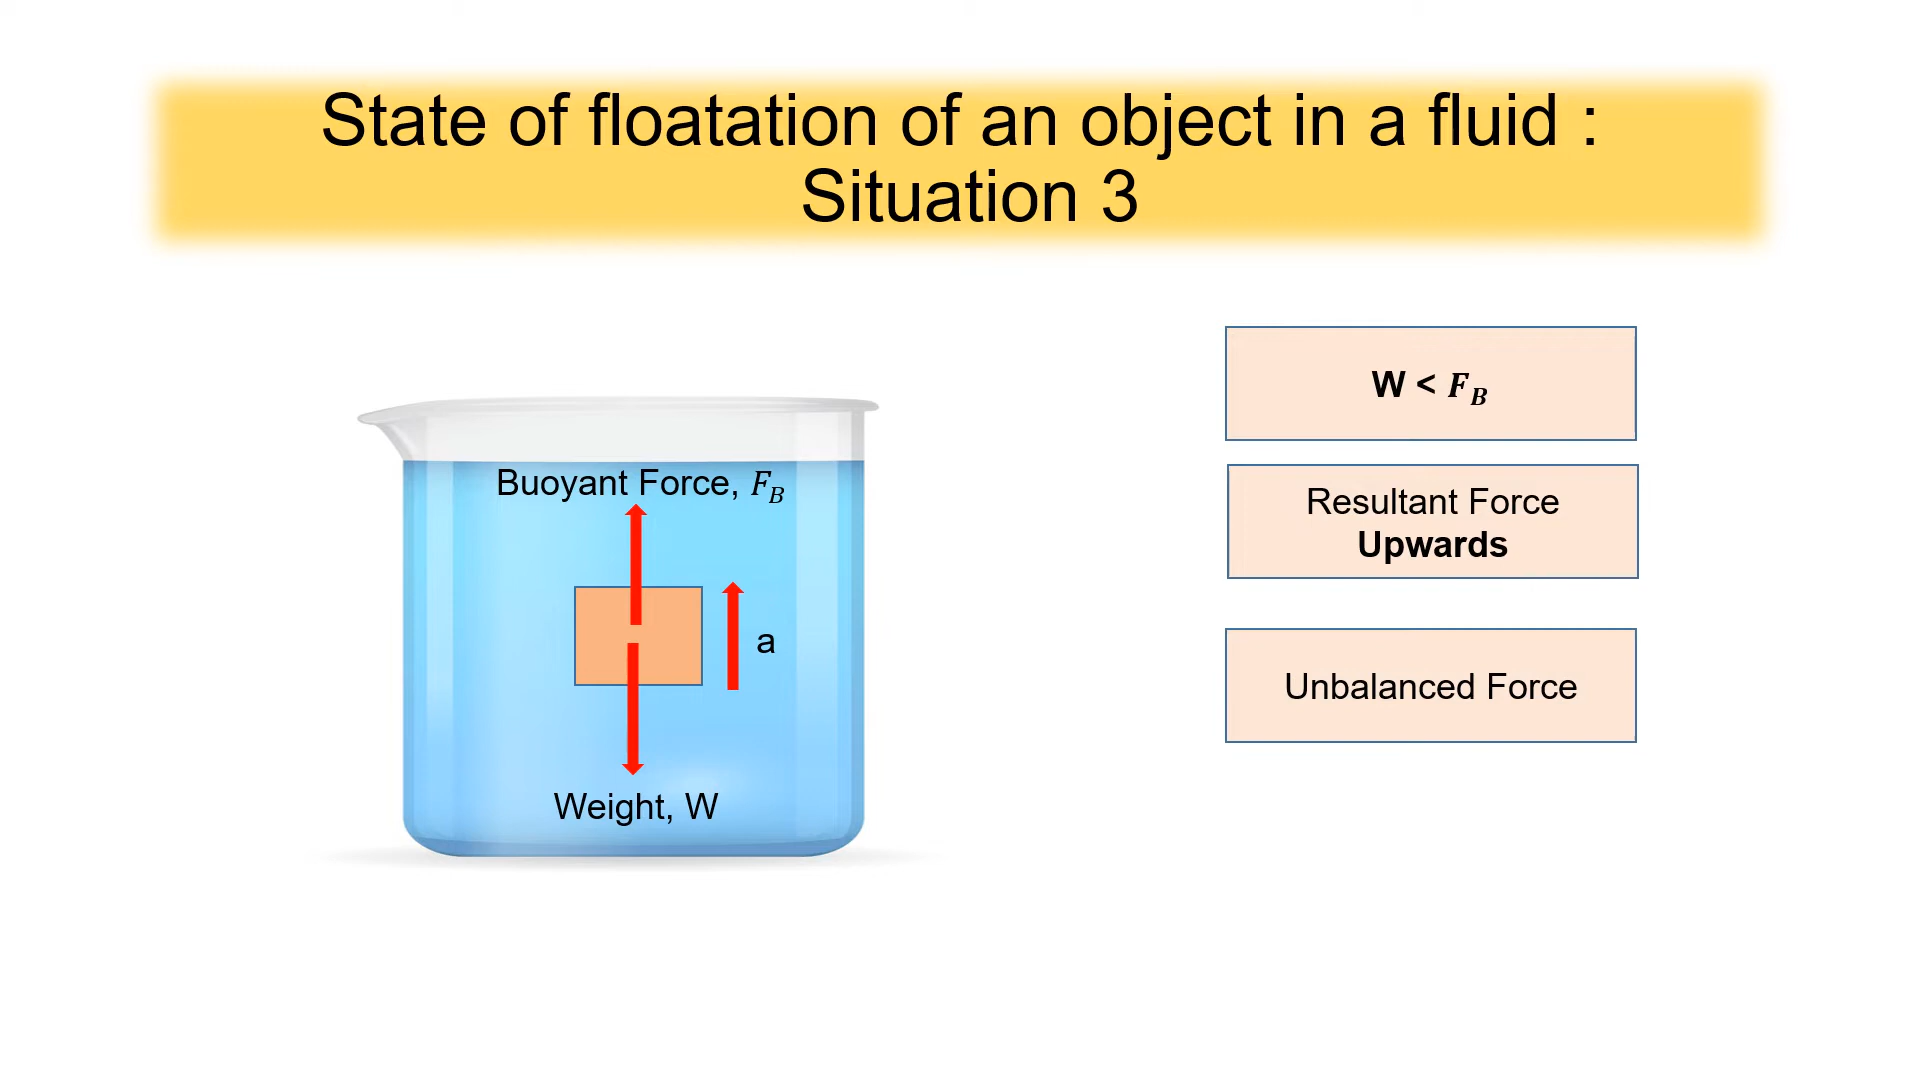 State of floatation of an object in a fluid :
Situation 3
Buoyant Force, F_B
a
Weight, W
W < F_B
Resultant Force
Upwards
Unbalanced Force